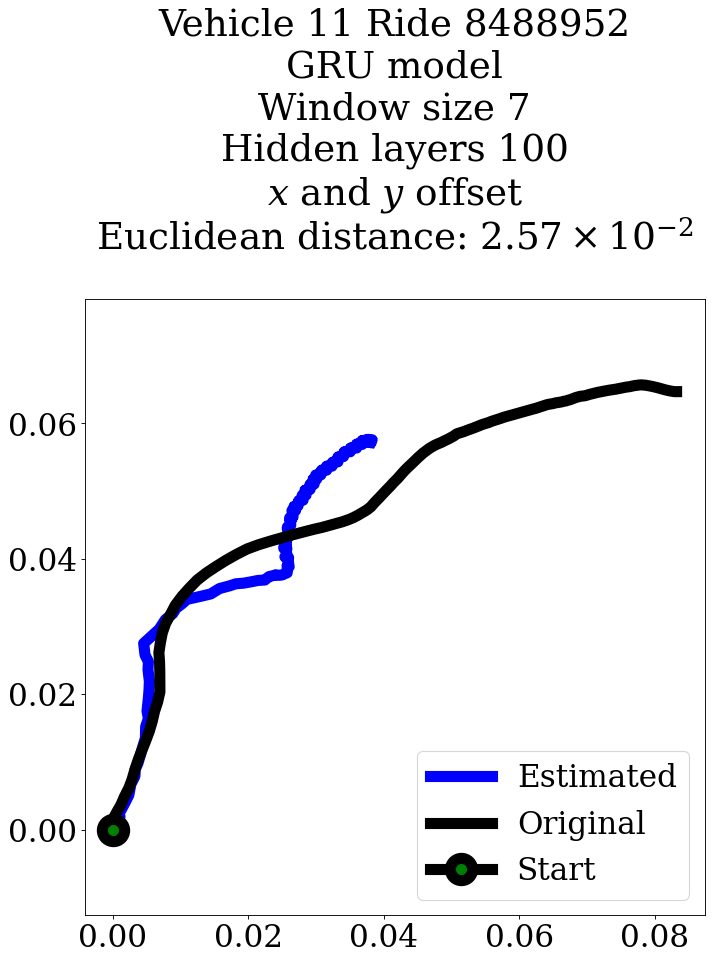 Vehicle 11 Ride 8488952
GRU model
Window size 7
Hidden layers 100
x and y offset
Euclidean distance: 2.57 × 10⁻²
0.06
0.04
0.02
0.00
Estimated
Original
Start
0.00 0.02 0.04 0.06 0.08